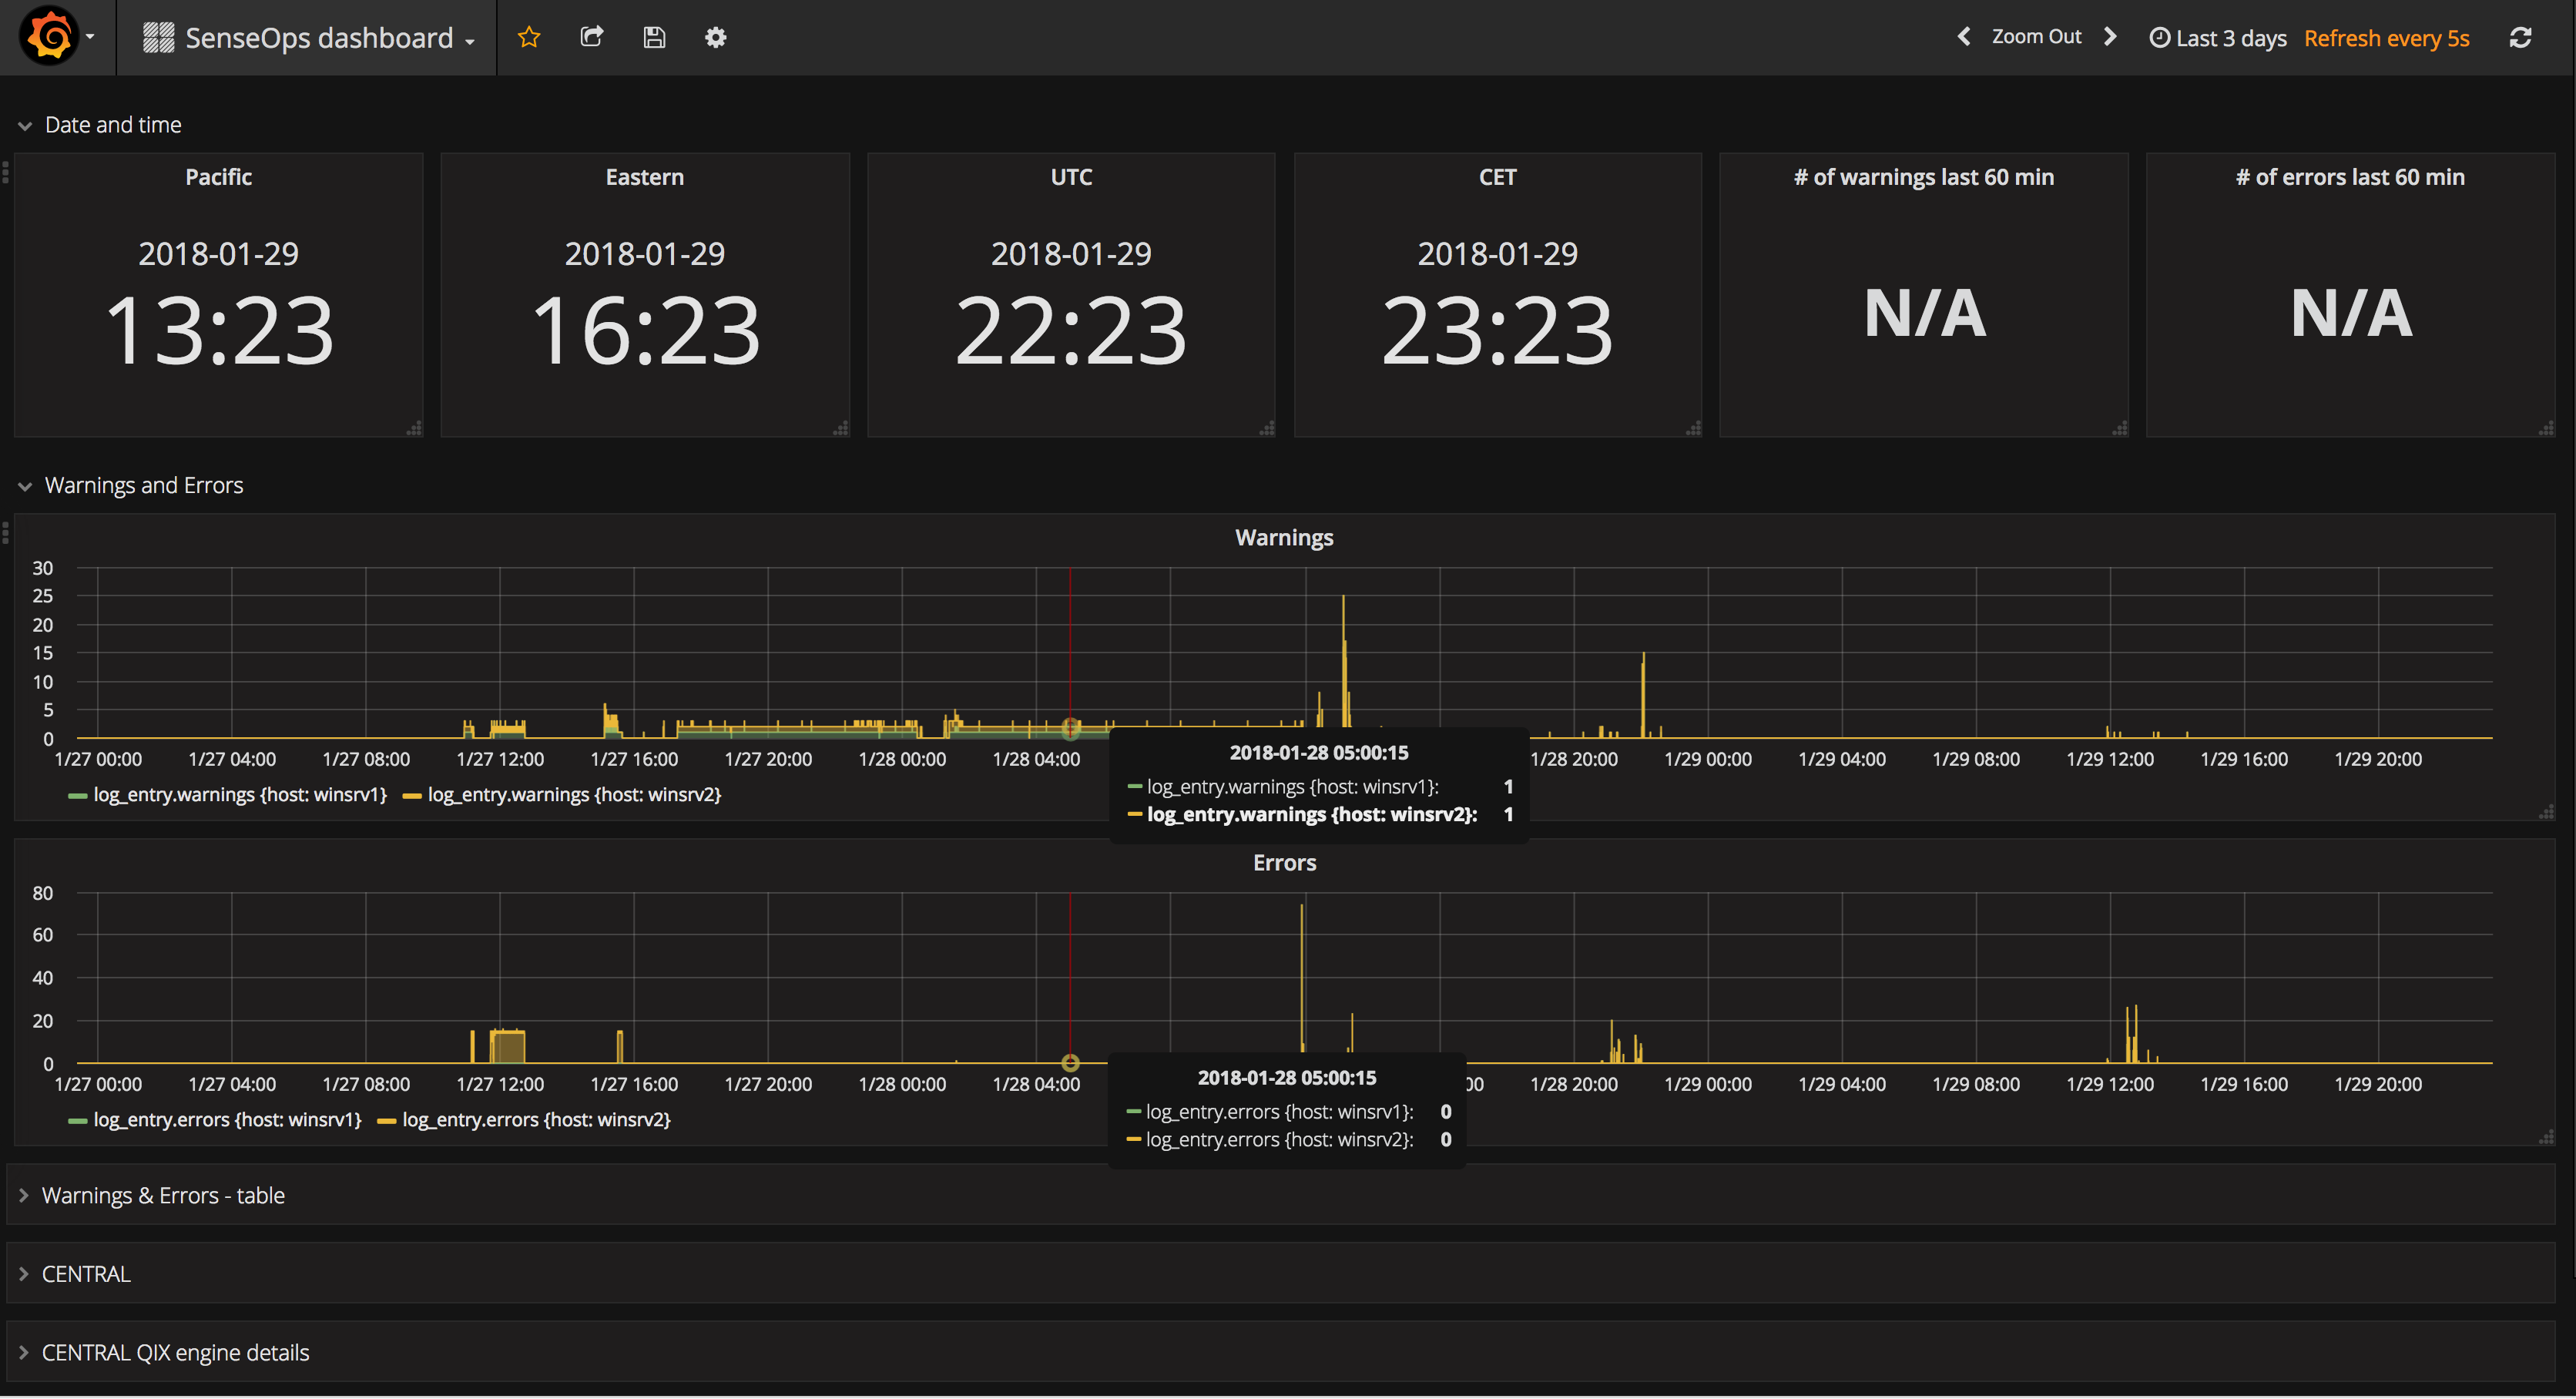 SenseOps dashboard
Zoom Out
Last 3 days
Refresh every 5s
Date and time
Pacific
2018-01-29
13:23
Eastern
2018-01-29
16:23
UTC
2018-01-29
22:23
CET
2018-01-29
23:23
# of warnings last 60 min
N/A
# of errors last 60 min
N/A
Warnings and Errors
Warnings
30
25
20
15
10
5
0
1/27 00:00 1/27 04:00 1/27 08:00 1/27 12:00 1/27 16:00 1/27 20:00 1/28 00:00 1/28 04:00 1/28 20:00 1/29 00:00 1/29 04:00 1/29 08:00 1/29 12:00 1/29 16:00 1/29 20:00
log_entry.warnings {host: winsrv1} log_entry.warnings {host: winsrv2}
2018-01-28 05:00:15
log_entry.warnings {host: winsrv1}: 1
log_entry.warnings {host: winsrv2}: 1
Errors
80
60
40
20
0
1/27 00:00 1/27 04:00 1/27 08:00 1/27 12:00 1/27 16:00 1/27 20:00 1/28 00:00 1/28 04:00 00 1/28 20:00 1/29 00:00 1/29 04:00 1/29 08:00 1/29 12:00 1/29 16:00 1/29 20:00
log_entry.errors {host: winsrv1} log_entry.errors {host: winsrv2}
2018-01-28 05:00:15
log_entry.errors {host: winsrv1}: 0
log_entry.errors {host: winsrv2}: 0
Warnings & Errors - table
CENTRAL
CENTRAL QIX engine details